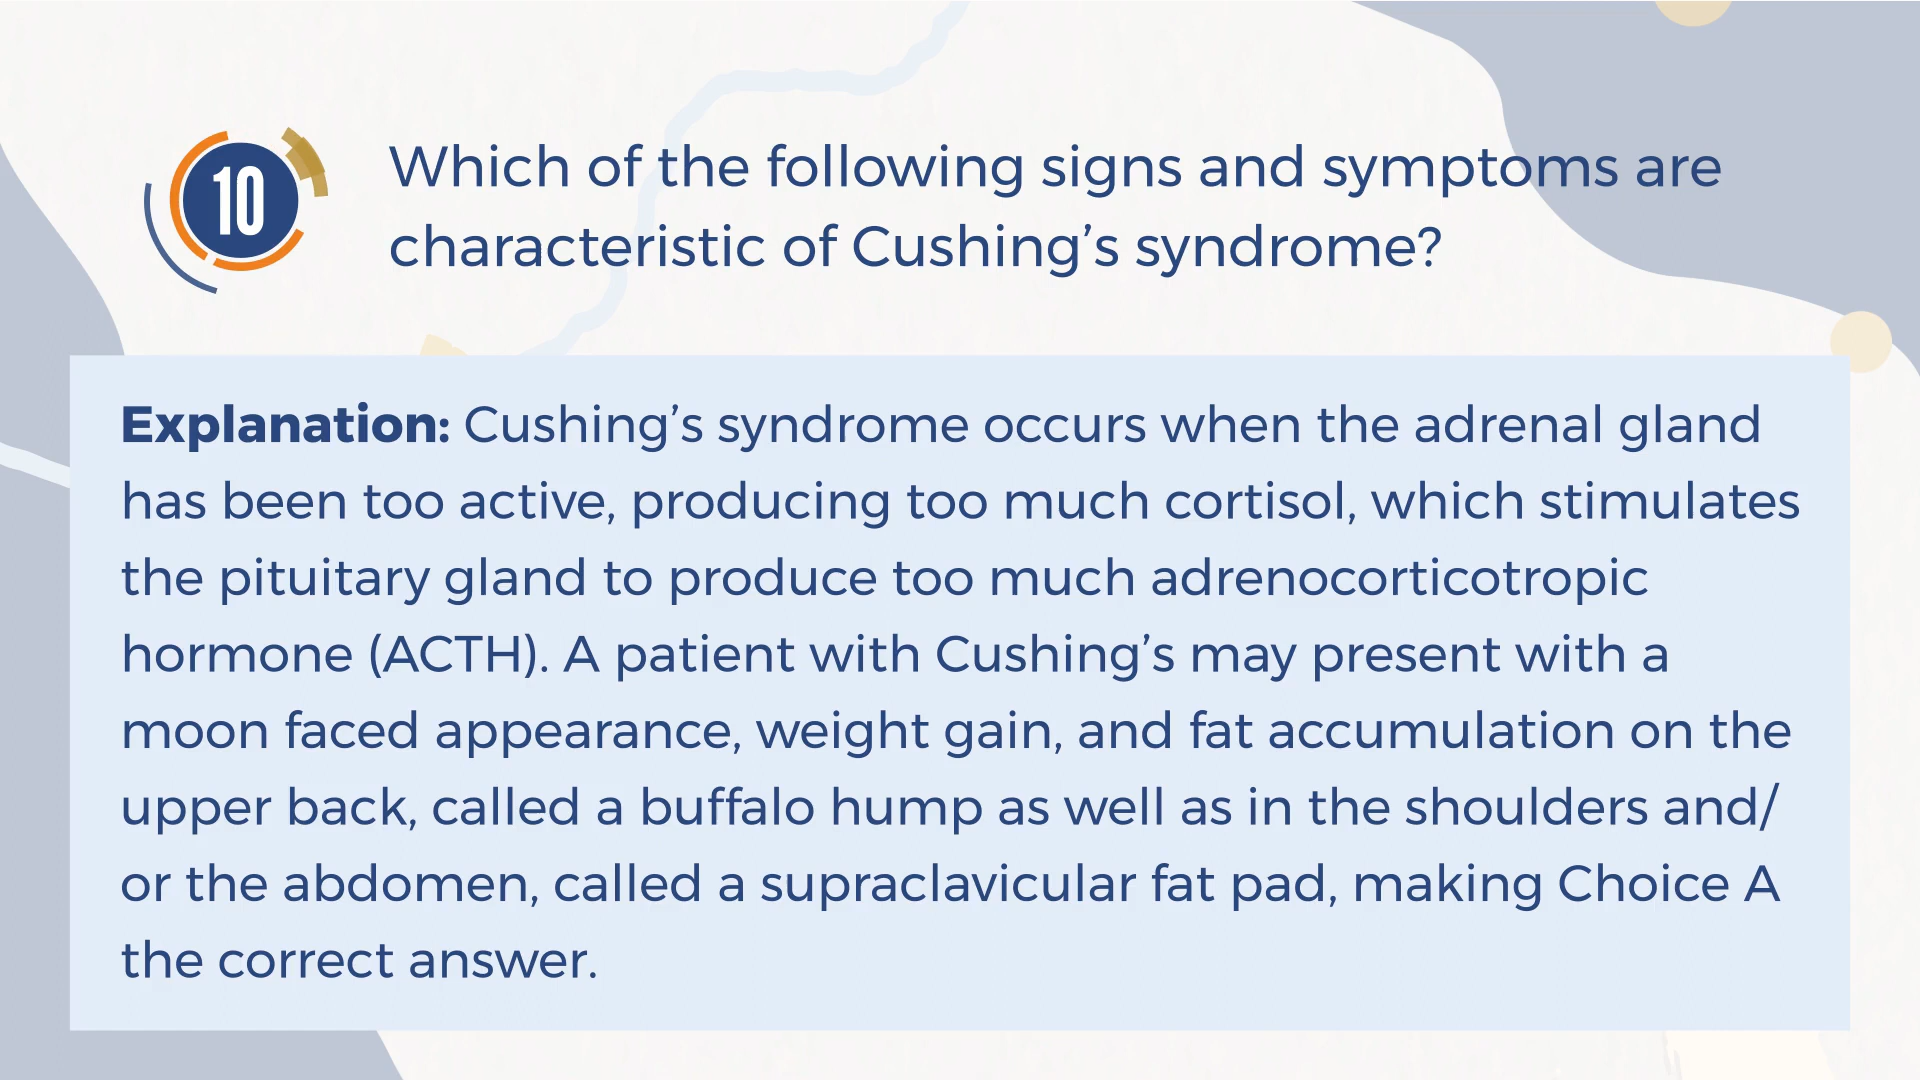 10
Which of the following signs and symptoms are
characteristic of Cushing’s syndrome?
Explanation: Cushing’s syndrome occurs when the adrenal gland
has been too active, producing too much cortisol, which stimulates
the pituitary gland to produce too much adrenocorticotropic
hormone (ACTH). A patient with Cushing’s may present with a
moon faced appearance, weight gain, and fat accumulation on the
upper back, called a buffalo hump as well as in the shoulders and/
or the abdomen, called a supraclavicular fat pad, making Choice A
the correct answer.